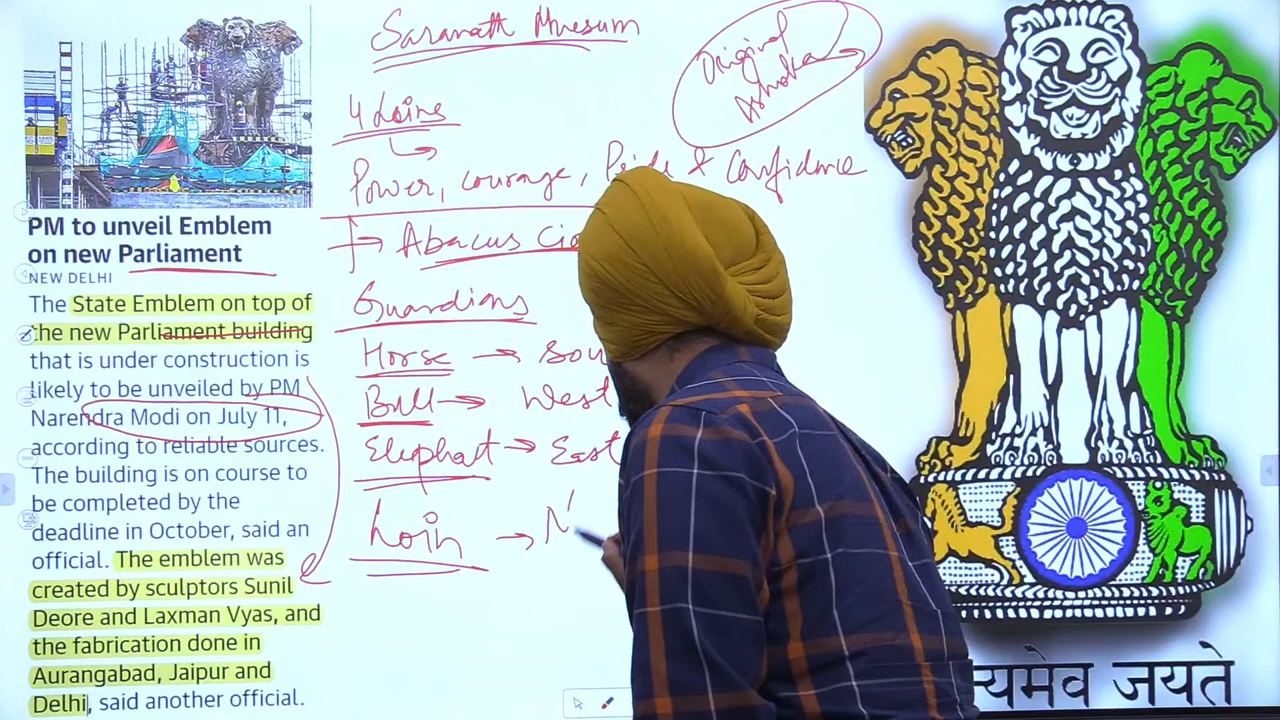 PM to unveil Emblem
on new Parliament
NEW DELHI
The State Emblem on top of
the new Parliament building
that is under construction is
likely to be unveiled by PM
Narendra Modi on July 11,
according to reliable sources.
The building is on course to
be completed by the
deadline in October, said an
official. The emblem was
created by sculptors Sunil
Deore and Laxman Vyas, and
the fabrication done in
Aurangabad, Jaipur and
Delhi, said another official.
Saranath Muesum
Original
Ashoka
4 Loins
Power, courage, Pride & Confidence
Abacus
Guardians
Horse → Sou
Bull → West
Elephant → East
Loin → N
त्यमेव जयते